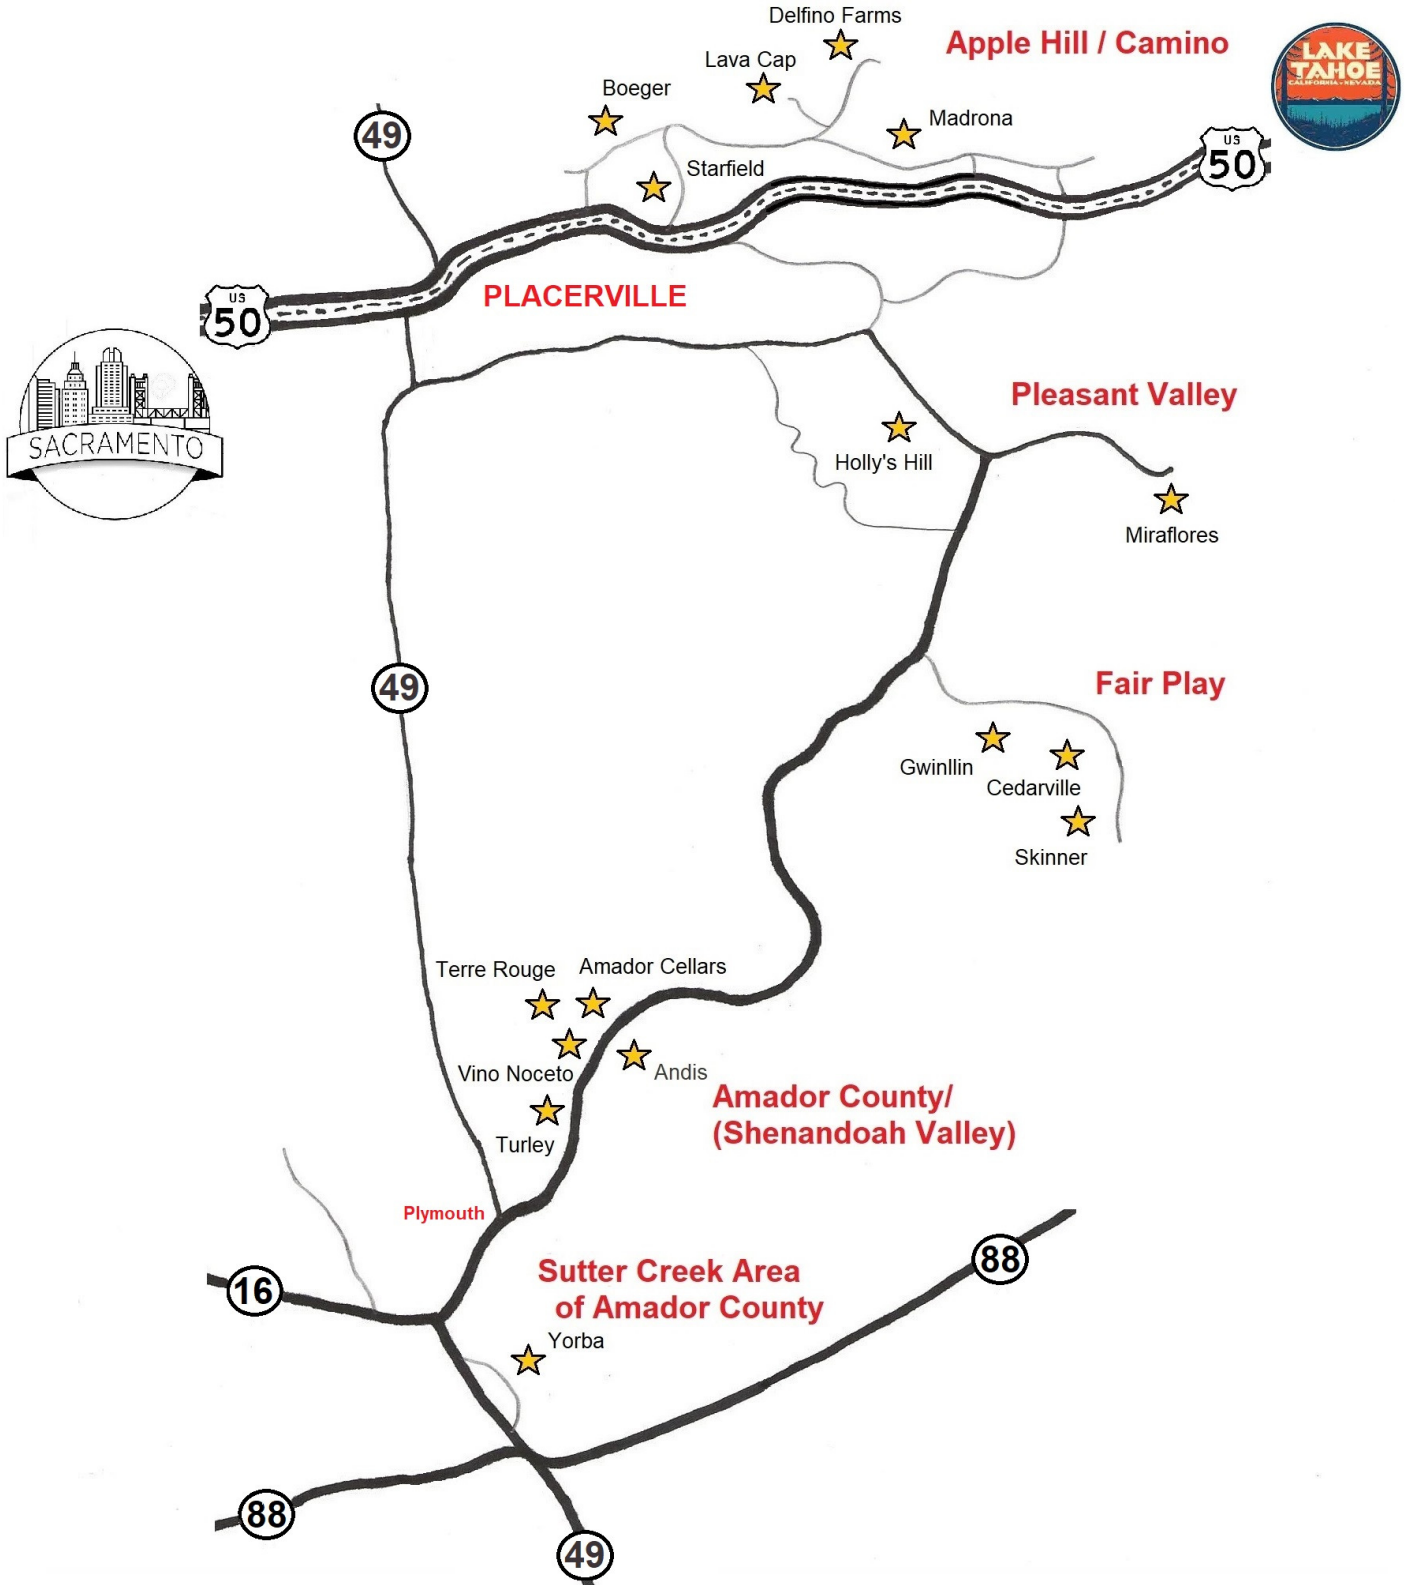 Delfino Farms
Apple Hill / Camino
LAKE
TAHOE
CALIFORNIA • NEVADA
Lava Cap
Boeger
Madrona
49
US
50
Starfield
PLACERVILLE
US
50
SACRAMENTO
Pleasant Valley
Holly's Hill
Miraflores
49
Fair Play
Gwinllin
Cedarville
Skinner
Terre Rouge
Amador Cellars
Vino Noceto
Andis
Amador County/
(Shenandoah Valley)
Turley
Plymouth
88
Sutter Creek Area
of Amador County
16
Yorba
88
49